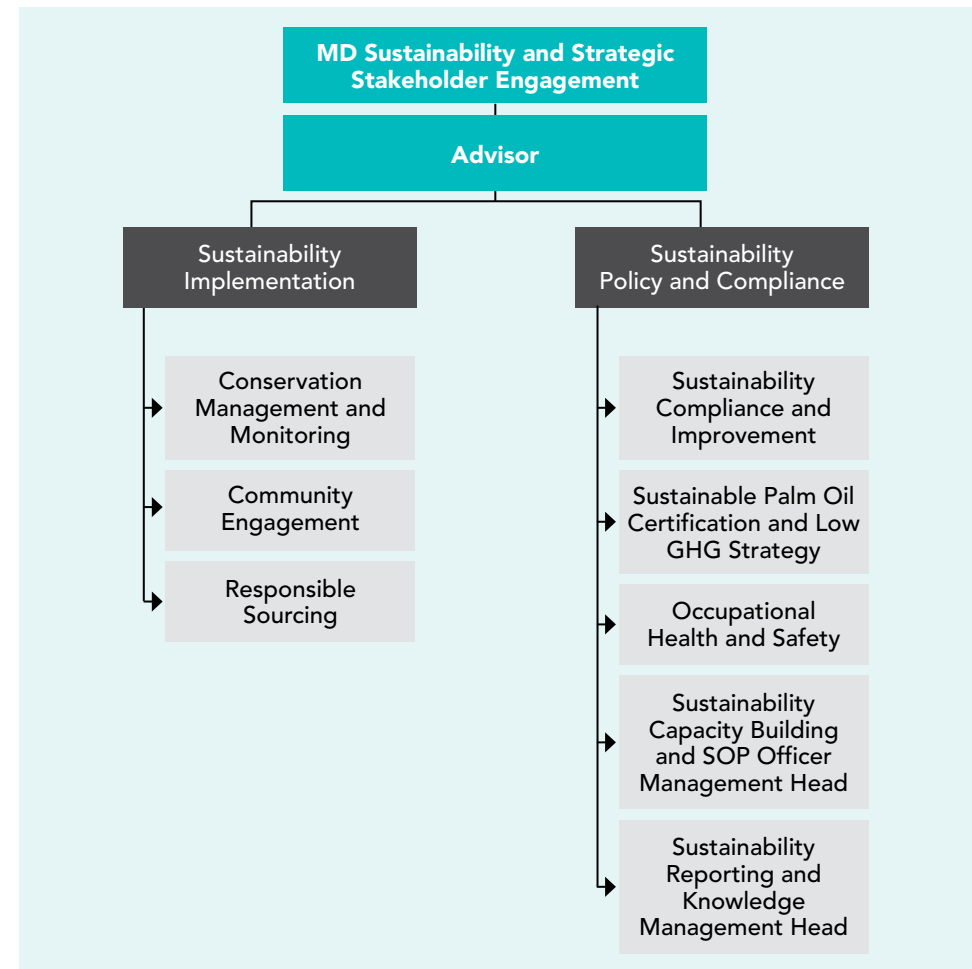 MD Sustainability and Strategic
Stakeholder Engagement
Advisor
Sustainability
Implementation
Conservation
Management and
Monitoring
Community
Engagement
Responsible
Sourcing
Sustainability
Policy and Compliance
Sustainability
Compliance and
Improvement
Sustainable Palm Oil
Certification and Low
GHG Strategy
Occupational
Health and Safety
Sustainability
Capacity Building
and SOP Officer
Management Head
Sustainability
Reporting and
Knowledge
Management Head